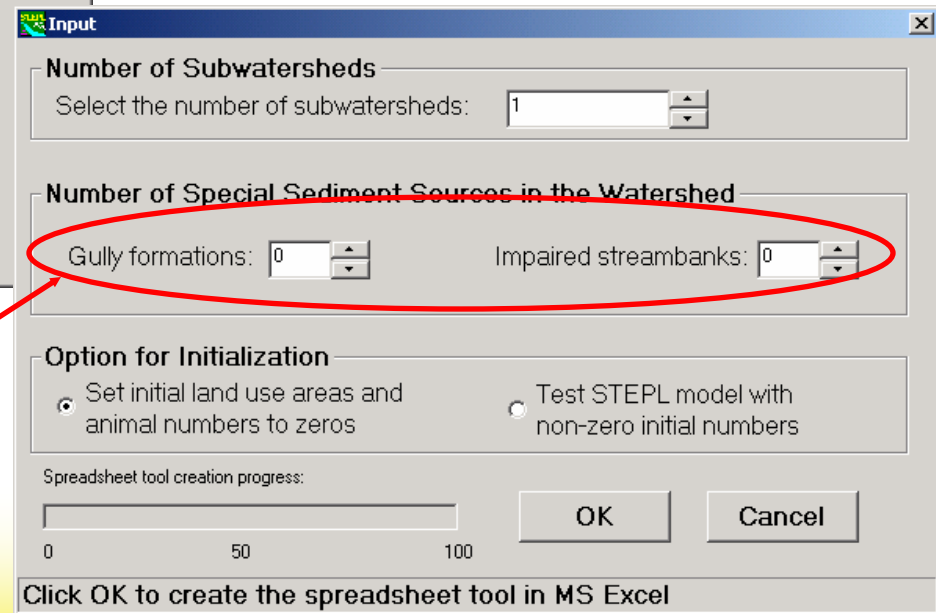 Input
Number of Subwatersheds
Select the number of subwatersheds: 1
Number of Special Sediment Sources in the Watershed
Gully formations: 0 Impaired streambanks: 0
Option for Initialization
Set initial land use areas and
animal numbers to zeros
Test STEPL model with
non-zero initial numbers
Spreadsheet tool creation progress:
OK Cancel
0 50 100
Click OK to create the spreadsheet tool in MS Excel